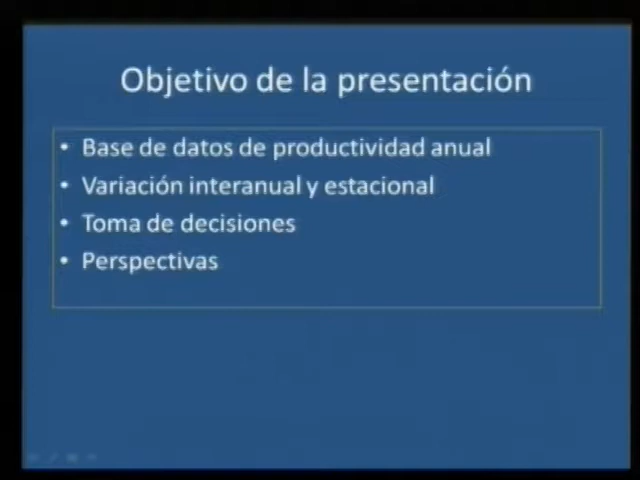 Objetivo de la presentación
• Base de datos de productividad anual
• Variación interanual y estacional
• Toma de decisiones
• Perspectivas